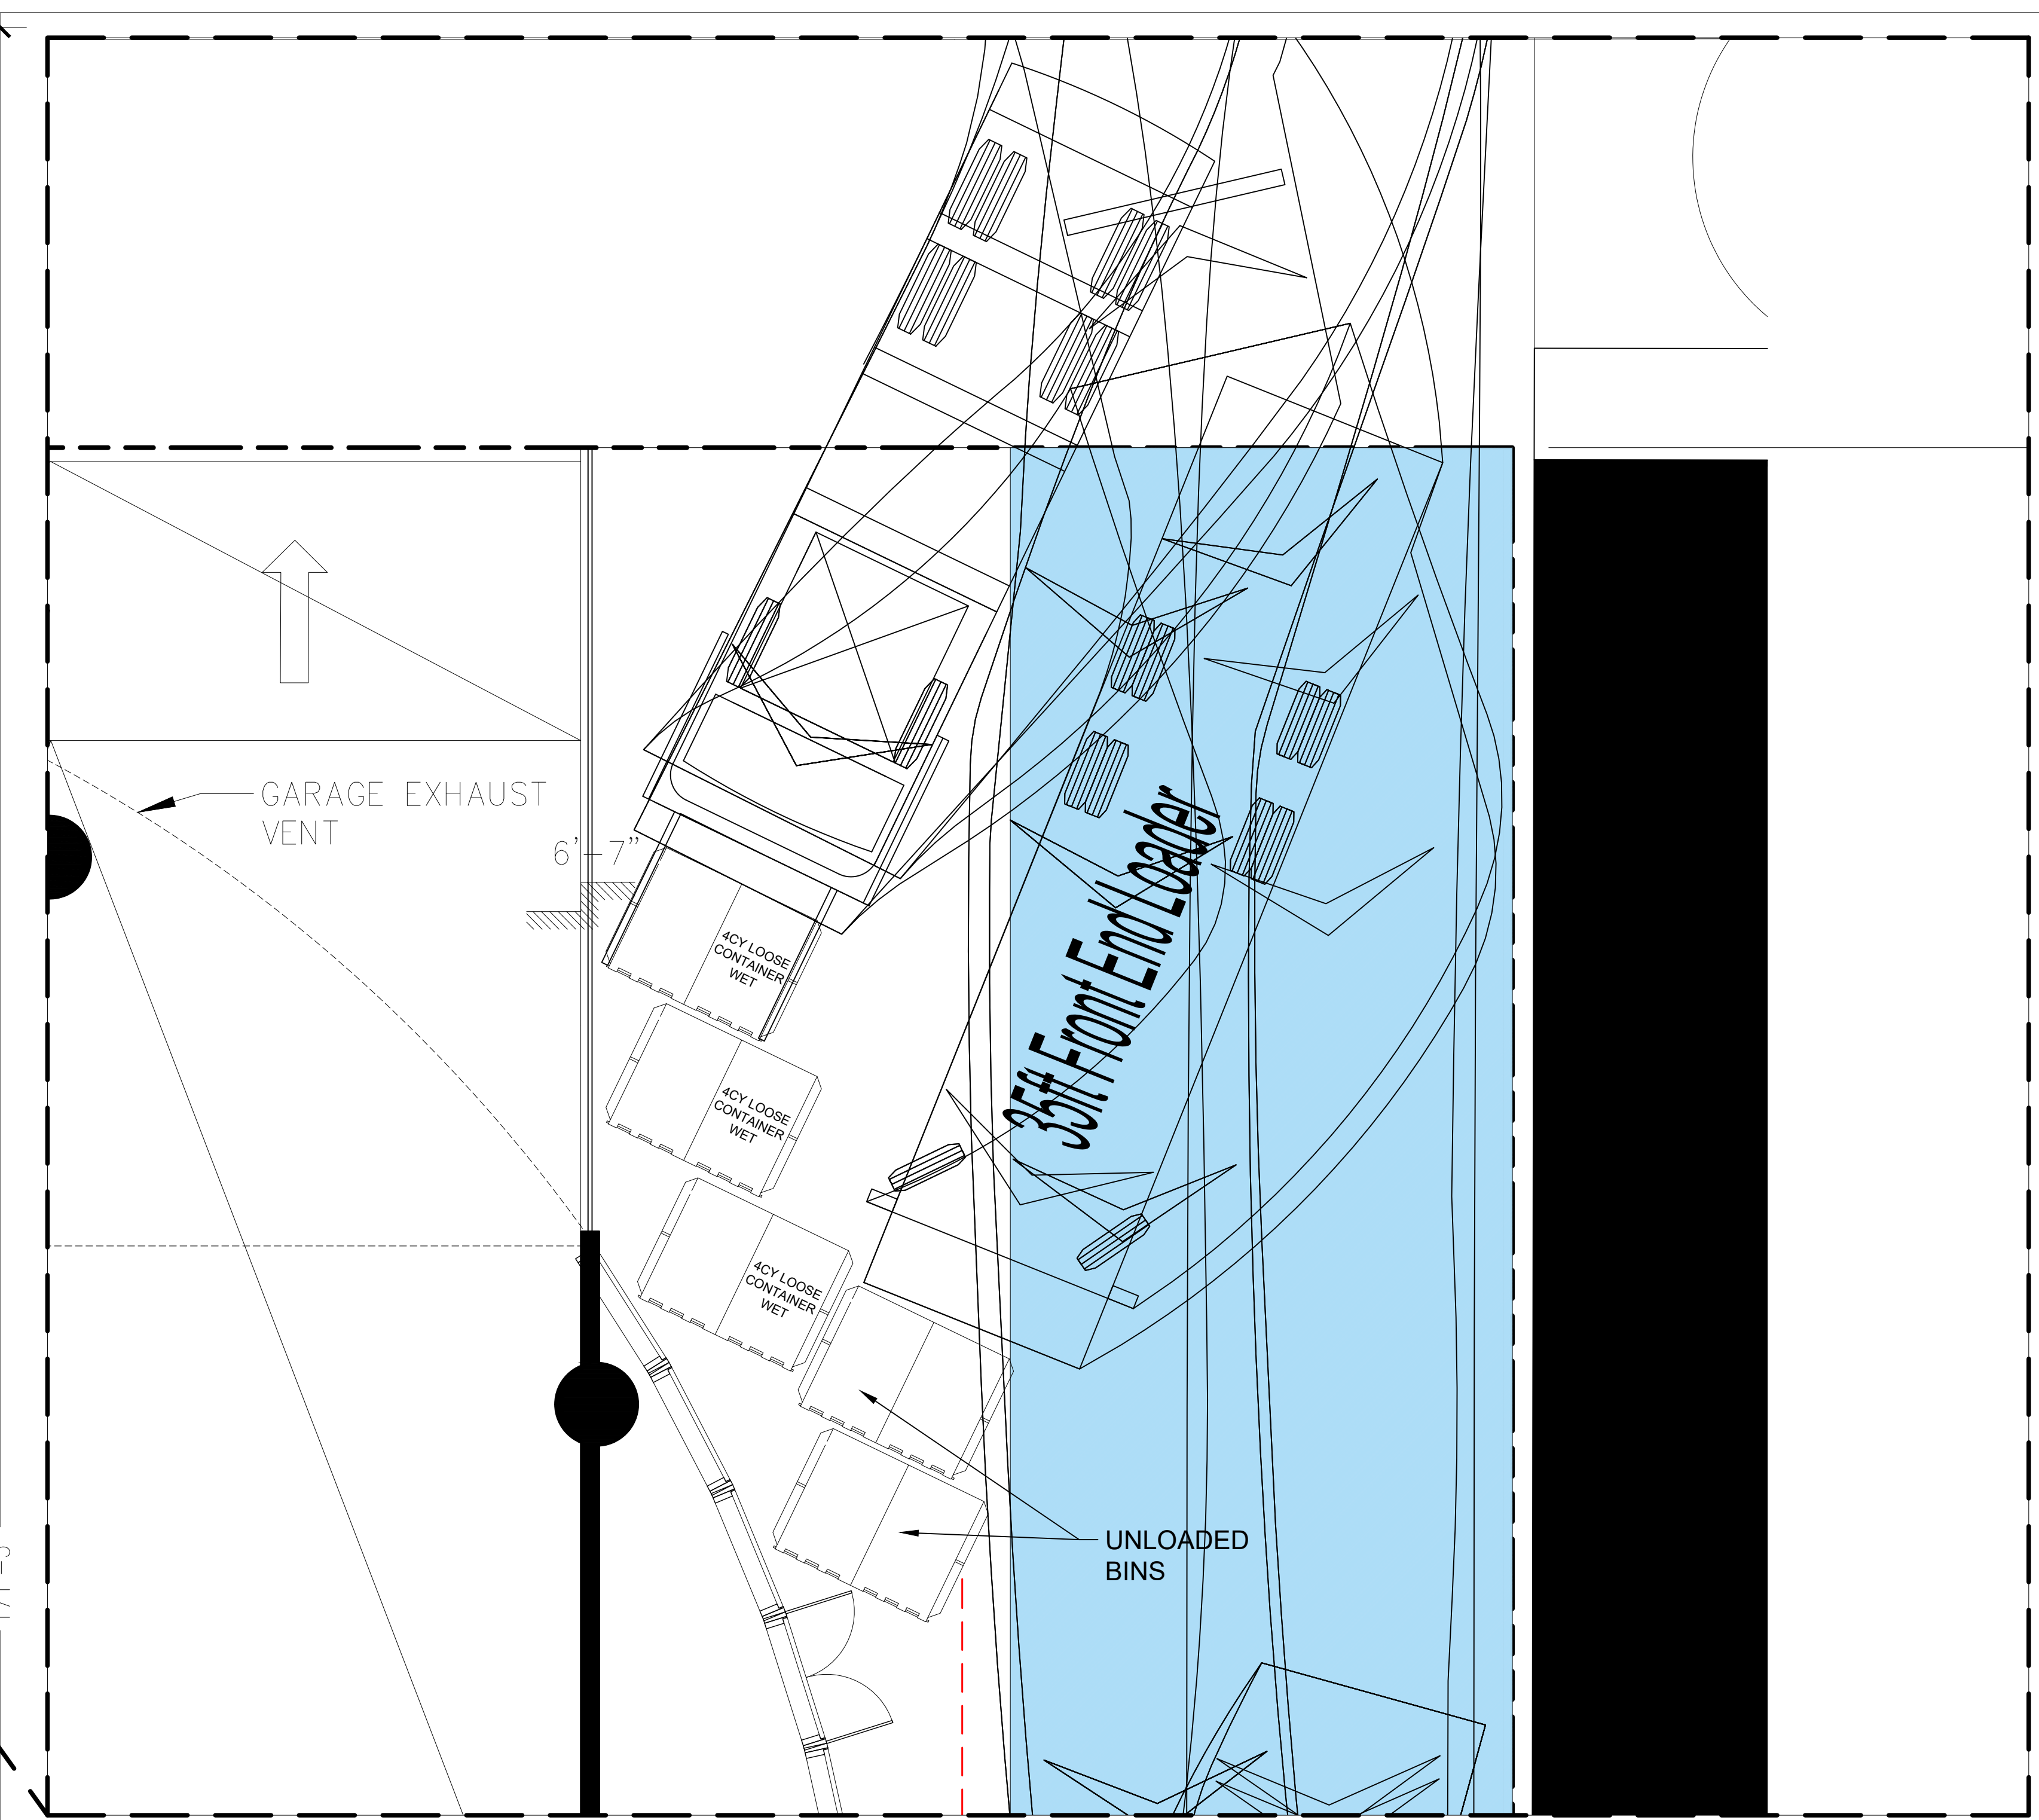 GARAGE EXHAUST
VENT
6'-7"
4CY LOOSE
CONTAINER
WET
4CY LOOSE
CONTAINER
WET
4CY LOOSE
CONTAINER
WET
35ft Front End Loader
UNLOADED
BINS